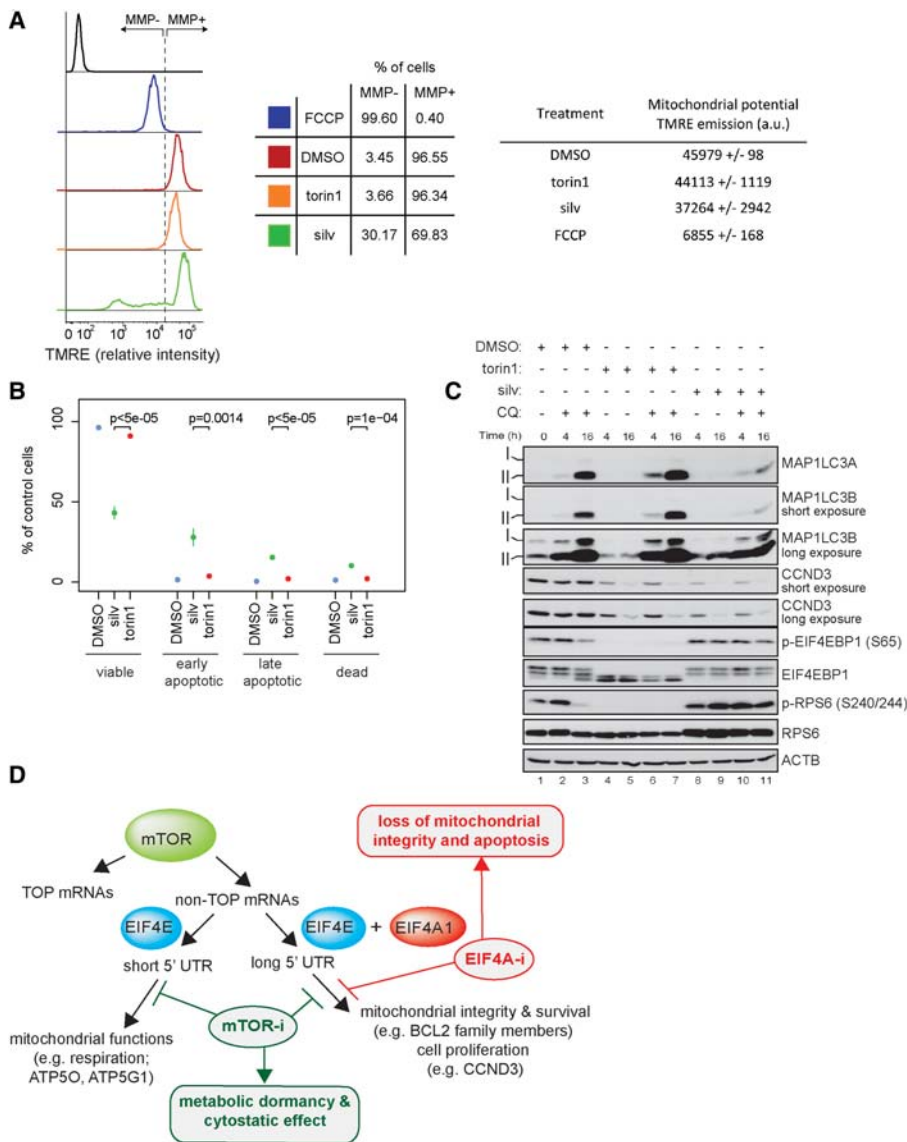 A
MMP- MMP+
0 10² 10³ 10⁴ 10⁵
TMRE (relative intensity)
% of cells
MMP- MMP+
FCCP 99.60 0.40
DMSO 3.45 96.55
torin1 3.66 96.34
silv 30.17 69.83
Treatment Mitochondrial potential
TMRE emission (a.u.)
DMSO 45979 +/- 98
torin1 44113 +/- 1119
silv 37264 +/- 2942
FCCP 6855 +/- 168
B
% of control cells
100
50
0
p<5e-05 p=0.0014 p<5e-05 p=1e-04
DMSO silv torin1 DMSO silv torin1 DMSO silv torin1 DMSO silv torin1
viable early apoptotic late apoptotic dead
C
DMSO: + + + - - - - - - - -
torin1: - - - + + + + - - - -
silv: - - - - - - - + + + +
CQ: - + + - - + + - - + +
Time (h) 0 4 16 4 16 4 16 4 16 4 16
I
II
MAP1LC3A
I
II
MAP1LC3B
short exposure
I
II
MAP1LC3B
long exposure
CCND3
short exposure
CCND3
long exposure
p-EIF4EBP1 (S65)
EIF4EBP1
p-RPS6 (S240/244)
RPS6
ACTB
1 2 3 4 5 6 7 8 9 10 11
D
mTOR
TOP mRNAs
non-TOP mRNAs
EIF4E
EIF4E + EIF4A1
short 5' UTR
long 5' UTR
loss of mitochondrial
integrity and apoptosis
EIF4A-i
mTOR-i
mitochondrial functions
(e.g. respiration;
ATP5O, ATP5G1)
mitochondrial integrity & survival
(e.g. BCL2 family members)
cell proliferation
(e.g. CCND3)
metabolic dormancy &
cytostatic effect